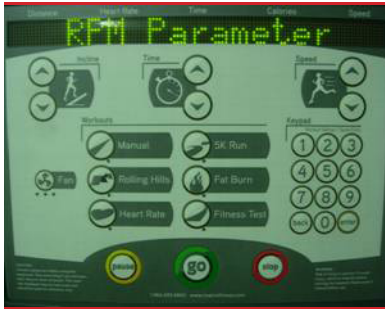 Distance Heart Rate Time Calories Speed
RFM Parameter
Incline Time Speed
Workouts Keypad
Manual 5K Run
Rolling Hills Fat Burn
Heart Rate Fitness Test
Fan
1 2 3
4 5 6
7 8 9
back 0 enter
pause go stop